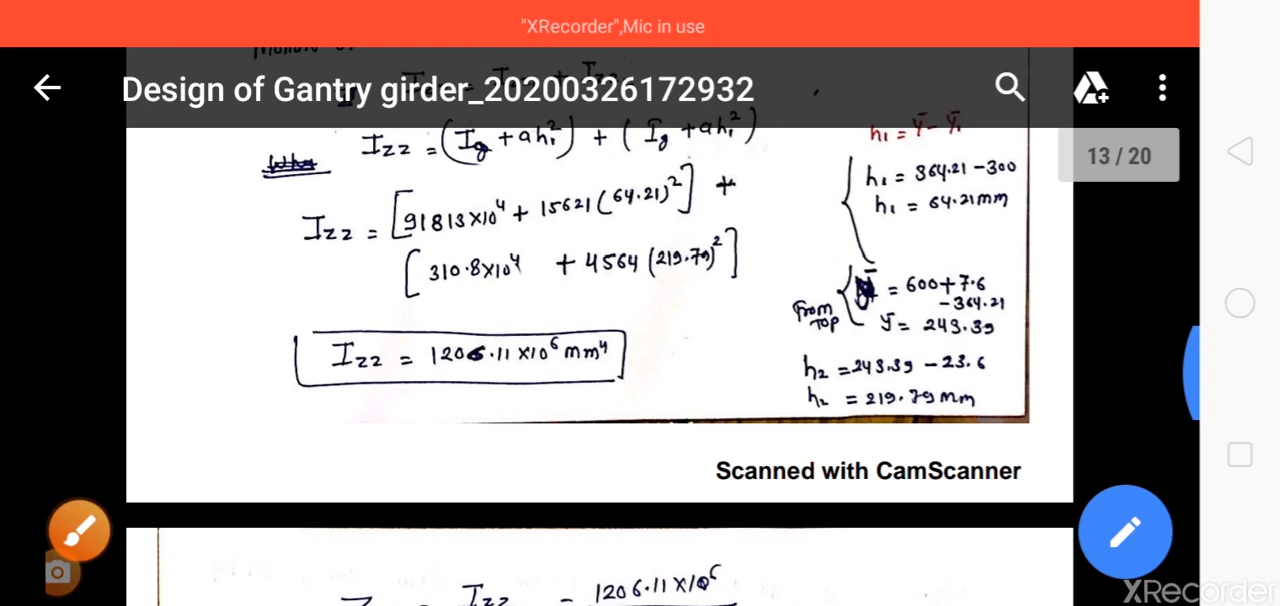 "XRecorder",Mic in use
Design of Gantry girder_20200326172932
13 / 20
Izz = (Ig + ah₁²) + (Ig + ah₁²)
h₁ = ȳ - ȳ₁
h₁ = 364.21 - 300
h₁ = 64.21mm
Izz = [91813×10⁴ + 15621 (64.21)²] +
[310.8×10⁴ + 4564 (219.79)²]
From TOP
= 600+7.6
-364.21
ȳ = 243.39
Izz = 1206.11 ×10⁶ mm⁴
h₂ = 243.39 - 23.6
h₂ = 219.79mm
Scanned with CamScanner
Izz = 1206.11 ×10⁶
XRecorder